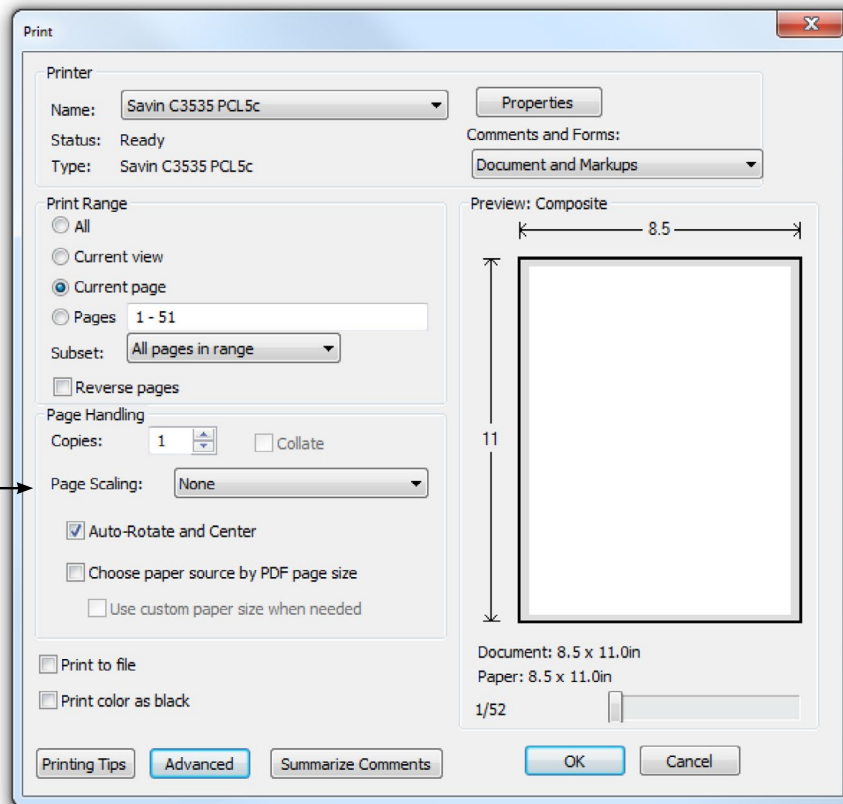 Print
Printer
Name: Savin C3535 PCL5c
Properties
Status: Ready
Comments and Forms:
Type: Savin C3535 PCL5c
Document and Markups
Print Range
All
Current view
Current page
Pages 1 - 51
Subset: All pages in range
Reverse pages
Page Handling
Copies: 1 Collate
Page Scaling: None
Auto-Rotate and Center
Choose paper source by PDF page size
Use custom paper size when needed
Print to file
Print color as black
Preview: Composite
8.5
11
Document: 8.5 x 11.0in
Paper: 8.5 x 11.0in
1/52
Printing Tips Advanced Summarize Comments OK Cancel